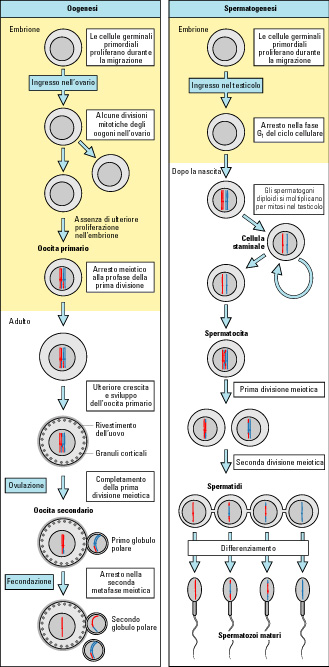 Oogenesi
Embrione
Le cellule germinali
primordiali
proliferano durante
la migrazione
Ingresso nell'ovario
Alcune divisioni
mitotiche degli
oogoni nell'ovario
Assenza di ulteriore
proliferazione
nell'embrione
Oocita primario
Arresto meiotico
alla profase della
prima divisione
Adulto
Ulteriore crescita
e sviluppo
dell'oocita primario
Rivestimento
dell'uovo
Granuli corticali
Ovulazione
Completamento
della prima
divisione meiotica
Oocita secondario
Primo globulo
polare
Fecondazione
Arresto nella
seconda
metafase meiotica
Secondo
globulo polare
Spermatogenesi
Embrione
Le cellule germinali
primordiali
proliferano durante
la migrazione
Ingresso nel testicolo
Arresto nella fase
G₁ del ciclo cellulare
Dopo la nascita
Gli spermatogoni
diploidi si moltiplicano
per mitosi nel testicolo
Cellula
staminale
Spermatocita
Prima divisione meiotica
Seconda divisione meiotica
Spermatidi
Differenziamento
Spermatozoi maturi